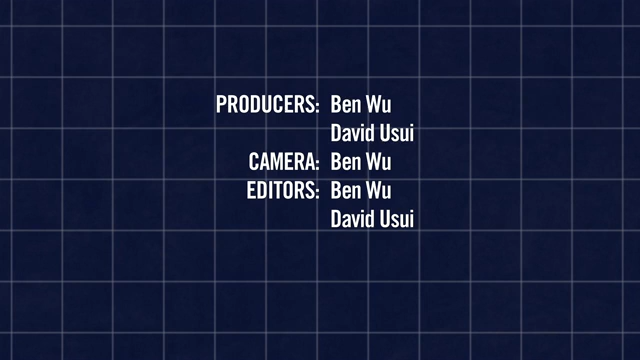 PRODUCERS: Ben Wu
David Usui
CAMERA: Ben Wu
EDITORS: Ben Wu
David Usui